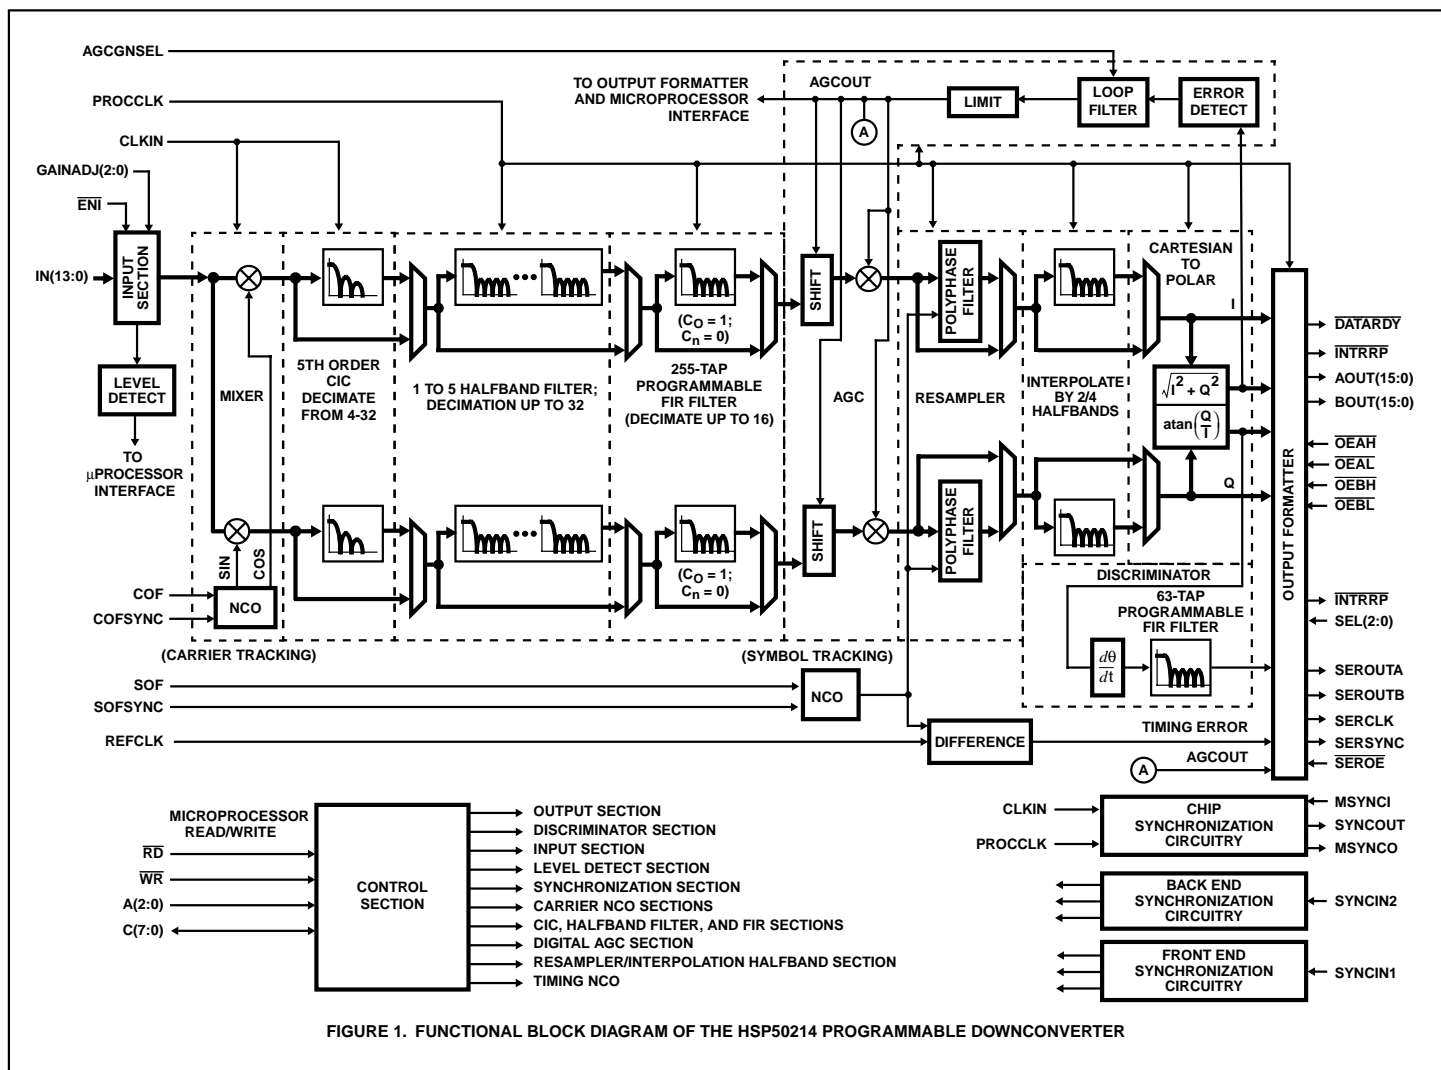 AGCGNSEL
PROCCLK
CLKIN
GAINADJ(2:0)
ENI
IN(13:0)
INPUT
SECTION
LEVEL
DETECT
TO
µPROCESSOR
INTERFACE
TO OUTPUT FORMATTER
AND MICROPROCESSOR
INTERFACE
AGCOUT
A
LIMIT
LOOP
FILTER
ERROR
DETECT
MIXER
SIN
COS
NCO
COF
COFSYNC
(CARRIER TRACKING)
5TH ORDER
CIC
DECIMATE
FROM 4-32
1 TO 5 HALFBAND FILTER;
DECIMATION UP TO 32
(CO = 1;
Cn = 0)
255-TAP
PROGRAMMABLE
FIR FILTER
(DECIMATE UP TO 16)
(CO = 1;
Cn = 0)
SHIFT
AGC
SHIFT
POLYPHASE
FILTER
RESAMPLER
POLYPHASE
FILTER
INTERPOLATE
BY 2/4
HALFBANDS
CARTESIAN
TO
POLAR
I
√I² + Q²
atan(Q/I)
Q
DISCRIMINATOR
63-TAP
PROGRAMMABLE
FIR FILTER
dθ
dt
OUTPUT FORMATTER
DATARDY
INTRRP
AOUT(15:0)
BOUT(15:0)
OEAH
OEAL
OEBH
OEBL
INTRRP
SEL(2:0)
SEROUTA
SEROUTB
SERCLK
SERSYNC
SEROE
(SYMBOL TRACKING)
SOF
SOFSYNC
NCO
REFCLK
DIFFERENCE
TIMING ERROR
A
AGCOUT
MICROPROCESSOR
READ/WRITE
RD
WR
A(2:0)
C(7:0)
CONTROL
SECTION
OUTPUT SECTION
DISCRIMINATOR SECTION
INPUT SECTION
LEVEL DETECT SECTION
SYNCHRONIZATION SECTION
CARRIER NCO SECTIONS
CIC, HALFBAND FILTER, AND FIR SECTIONS
DIGITAL AGC SECTION
RESAMPLER/INTERPOLATION HALFBAND SECTION
TIMING NCO
CLKIN
PROCCLK
CHIP
SYNCHRONIZATION
CIRCUITRY
MSYNCI
SYNCOUT
MSYNCO
BACK END
SYNCHRONIZATION
CIRCUITRY
SYNCIN2
FRONT END
SYNCHRONIZATION
CIRCUITRY
SYNCIN1
FIGURE 1. FUNCTIONAL BLOCK DIAGRAM OF THE HSP50214 PROGRAMMABLE DOWNCONVERTER